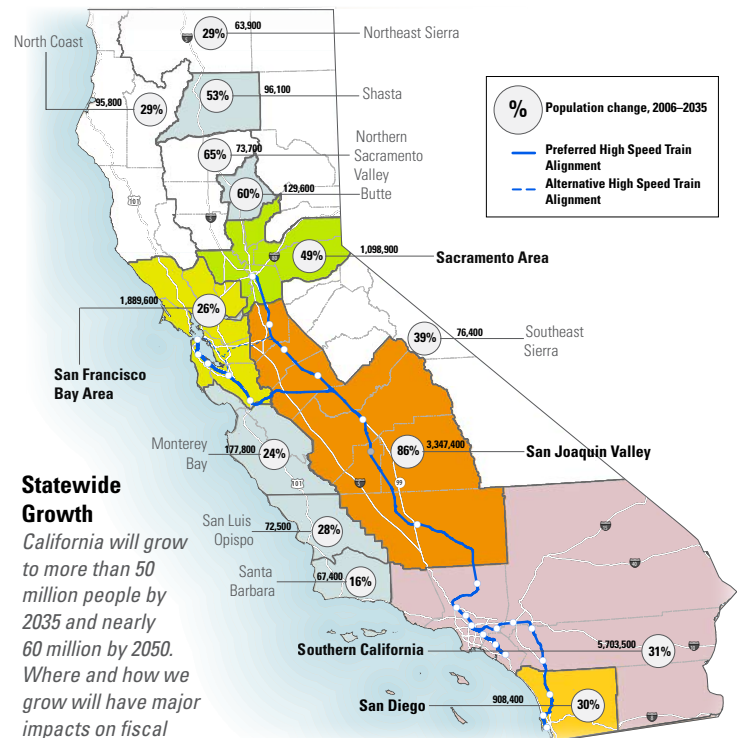 63,900
29%
Northeast Sierra
North Coast
53%
96,100
Shasta
95,800
29%
%
Population change, 2006–2035
Preferred High Speed Train
Alignment
Alternative High Speed Train
Alignment
65%
73,700
Northern
Sacramento
Valley
60%
129,600
Butte
101
5
49%
1,098,900
Sacramento Area
1,889,600
26%
39%
76,400
Southeast
Sierra
San Francisco
Bay Area
Monterey
Bay
177,800
24%
86%
3,347,400
San Joaquin Valley
101
5
99
Statewide
Growth
California will grow
to more than 50
million people by
2035 and nearly
60 million by 2050.
Where and how we
grow will have major
impacts on fiscal
San Luis
Opispo
72,500
28%
Santa
Barbara
67,400
16%
Southern California
5,703,500
31%
San Diego
908,400
30%